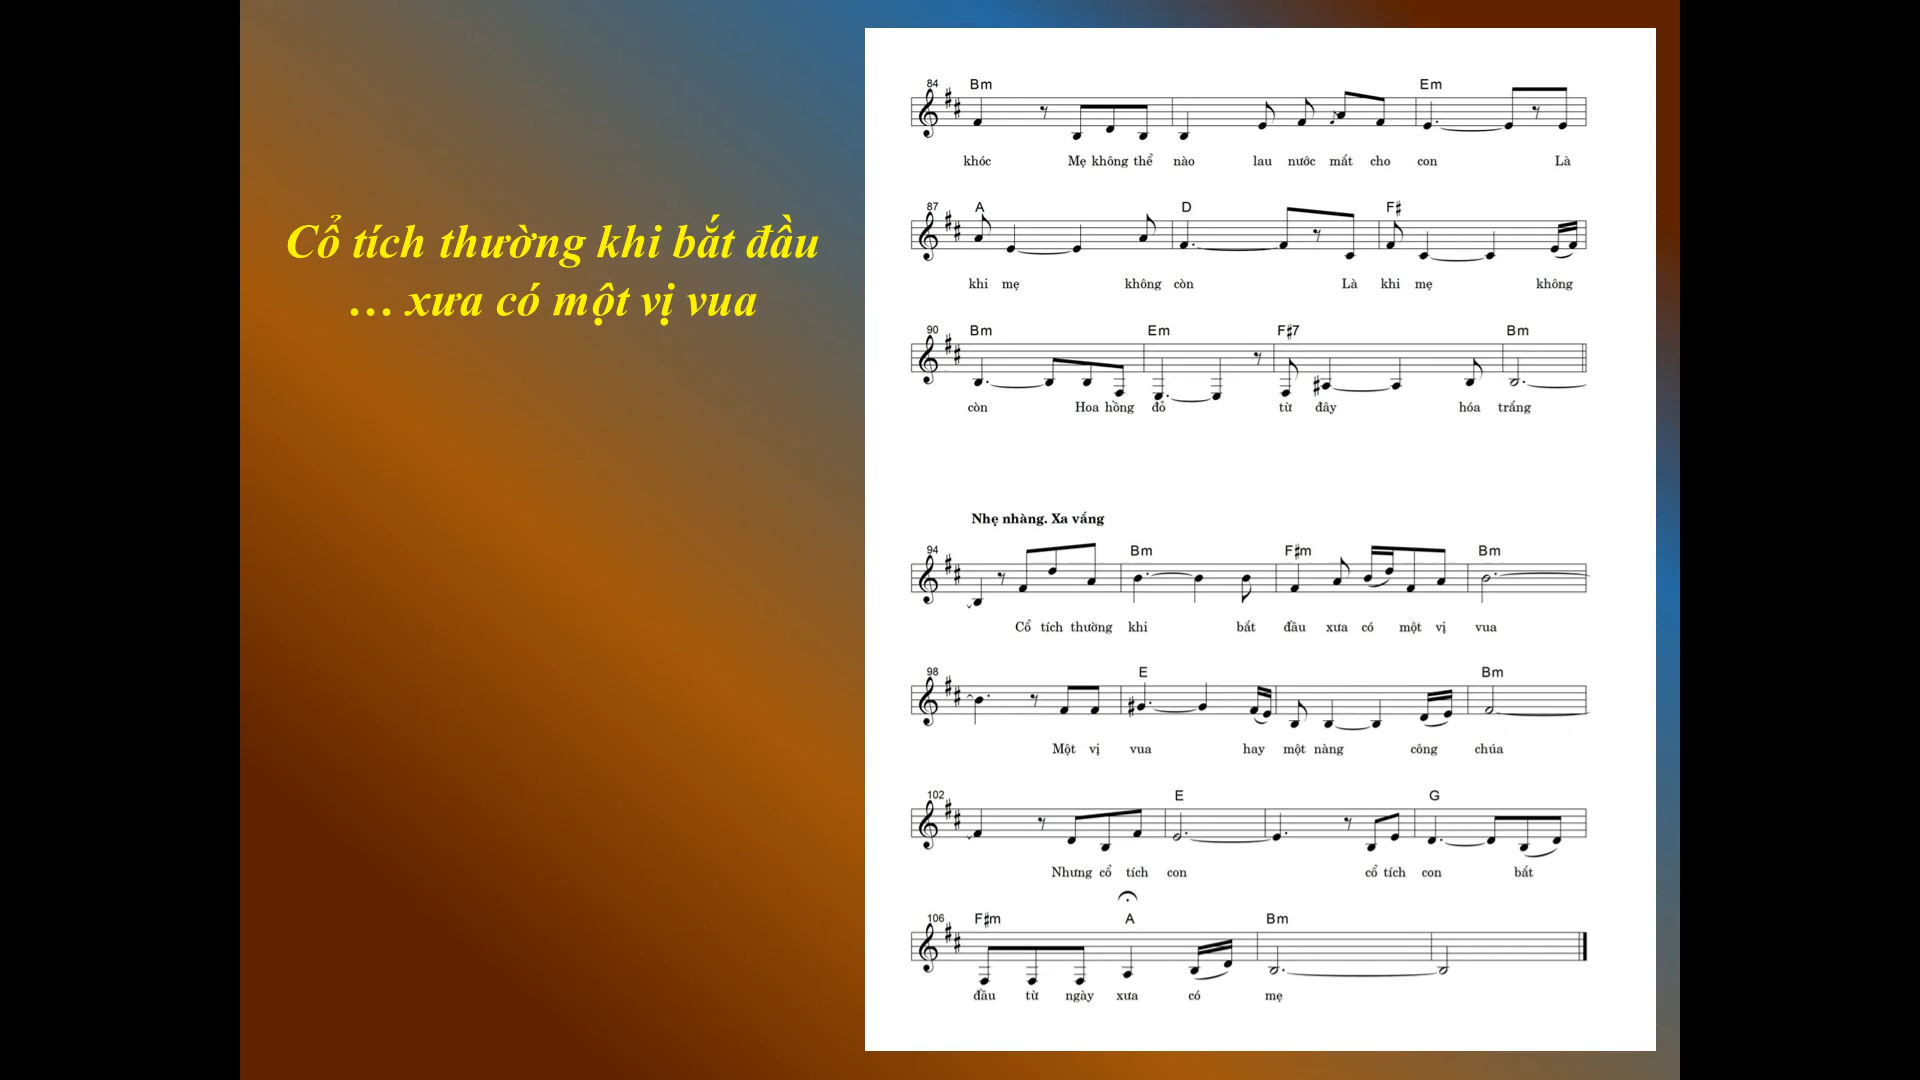 Cổ tích thường khi bắt đầu
… xưa có một vị vua
84 Bm Em
khóc Mẹ không thể nào lau nước mắt cho con Là
87 A D F♯
khi mẹ không còn Là khi mẹ không
90 Bm Em F♯7 Bm
còn Hoa hồng đỏ từ đây hóa trắng
Nhẹ nhàng. Xa vắng
94 Bm F♯m Bm
Cổ tích thường khi bắt đầu xưa có một vị vua
98 E Bm
Một vị vua hay một nàng công chúa
102 E G
Nhưng cổ tích con cổ tích con bắt
106 F♯m A Bm
đầu từ ngày xưa có mẹ